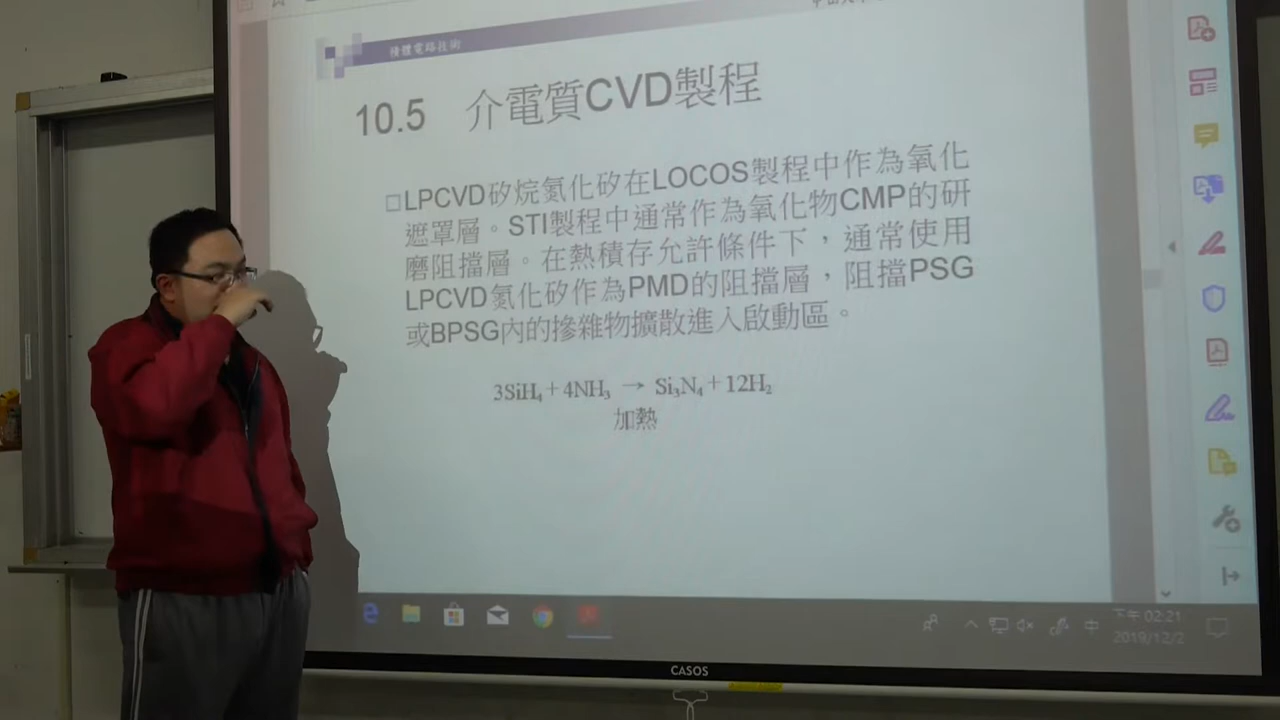 積體電路技術
10.5 介電質CVD製程
LPCVD矽烷氮化矽在LOCOS製程中作為氧化
遮罩層。STI製程中通常作為氧化物CMP的研
磨阻擋層。在熱積存允許條件下，通常使用
LPCVD氮化矽作為PMD的阻擋層，阻擋PSG
或BPSG內的摻雜物擴散進入啟動區。
3SiH₄+4NH₃ → Si₃N₄+12H₂
加熱
中
下午 02:21
2019/12/2
CASOS